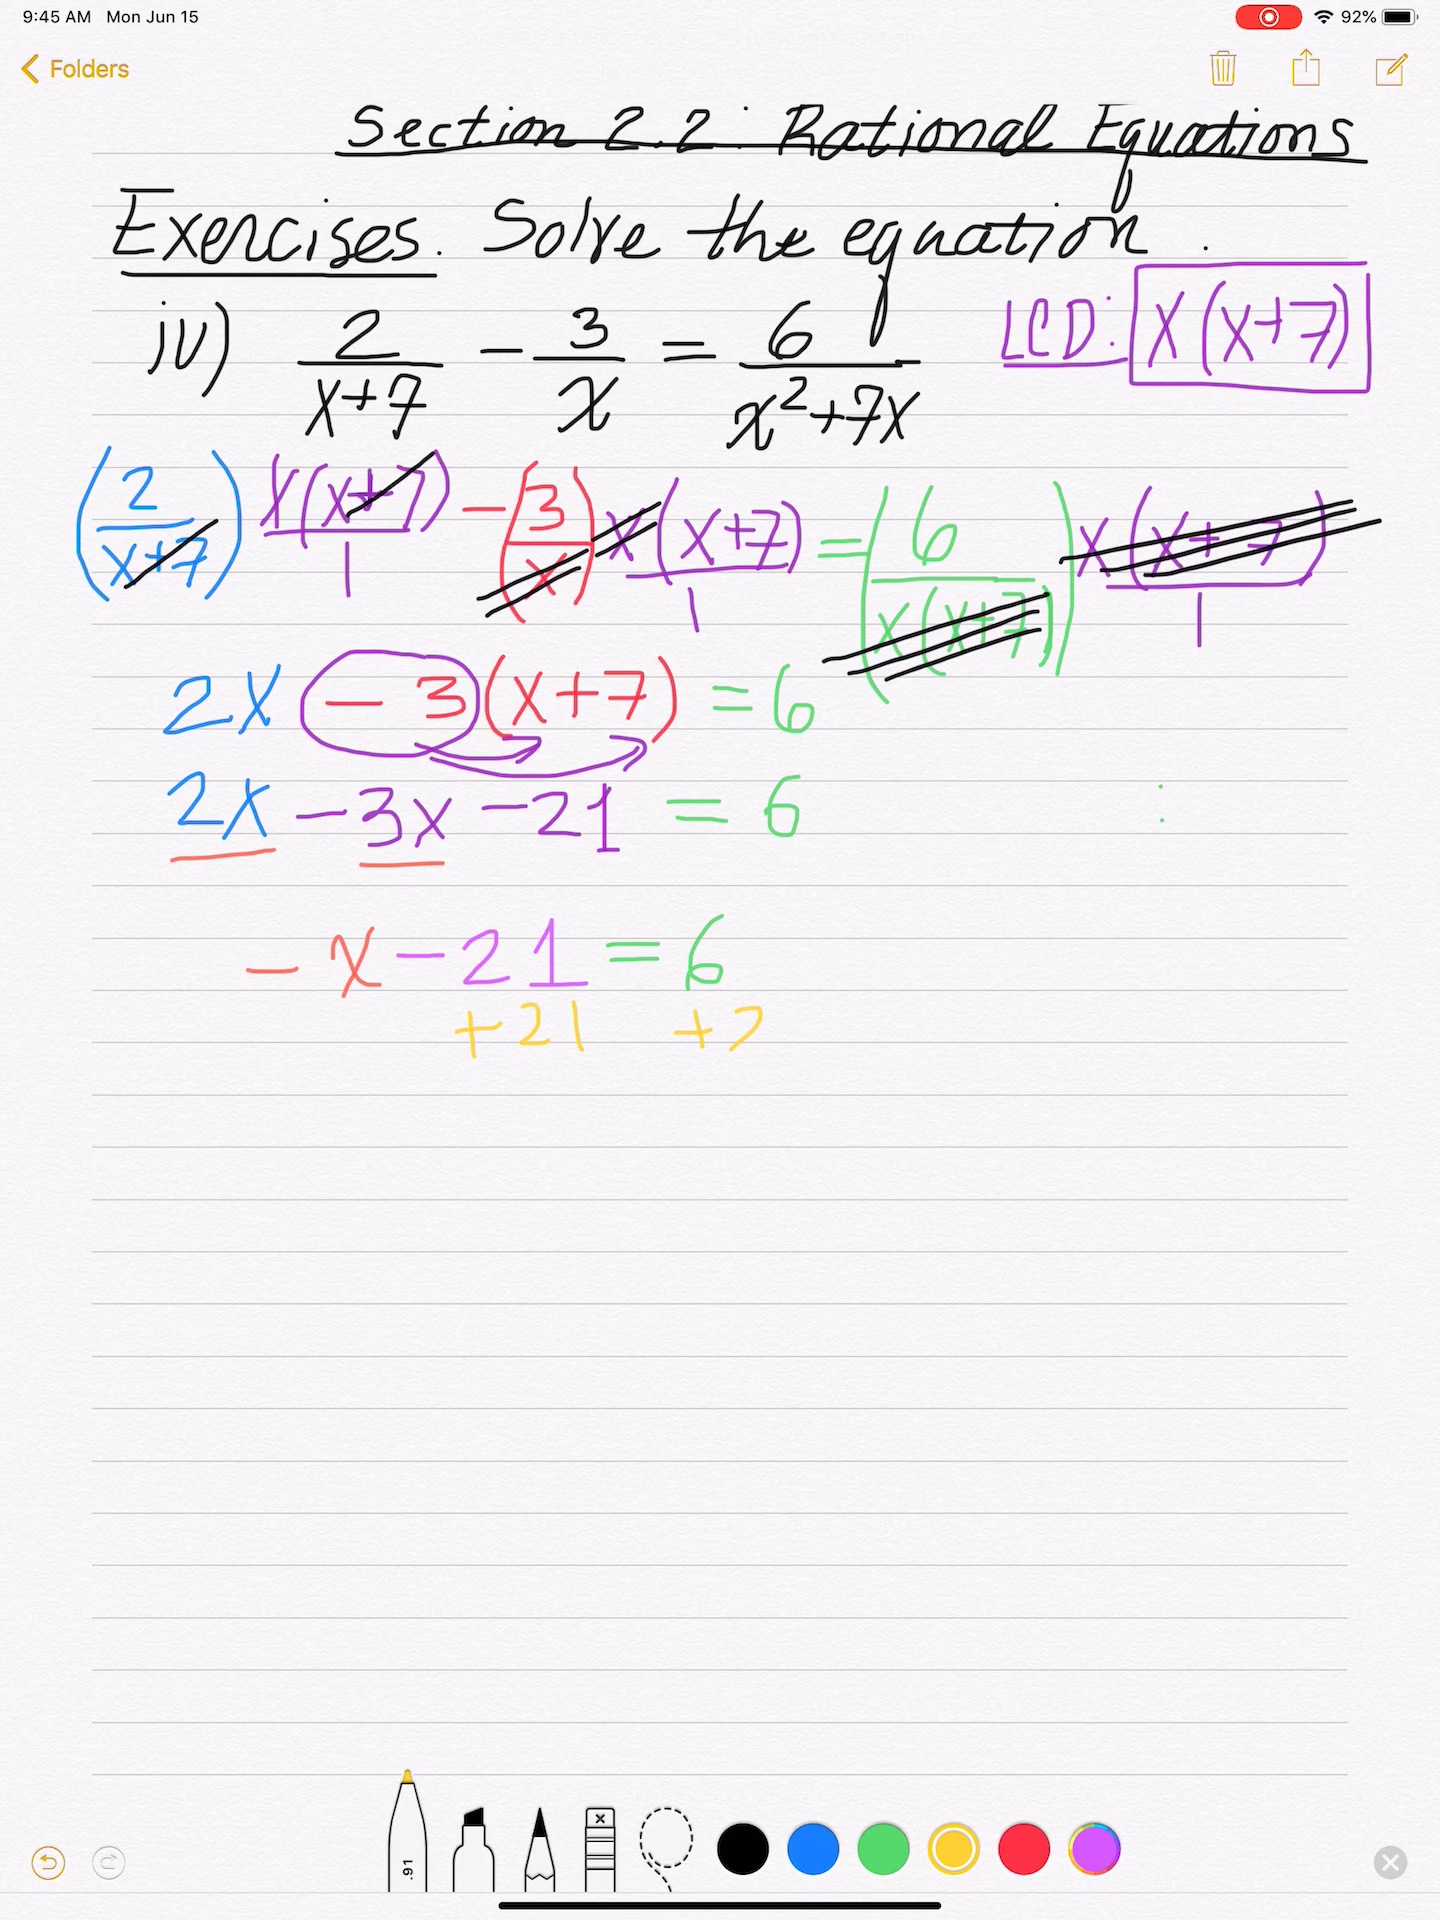 9:45 AM Mon Jun 15 92%
Folders
Section 2.2: Rational Equations
Exercises. Solve the equation.
iv) 2/(x+7) - 3/x = 6/(x²+7x) LCD: x(x+7)
(2/(x+7)) x(x+7)/1 - (3/x) x(x+7)/1 = (6/(x(x+7))) x(x+7)/1
2x - 3(x+7) = 6
2x - 3x - 21 = 6
- x - 21 = 6
+21 +2
.91